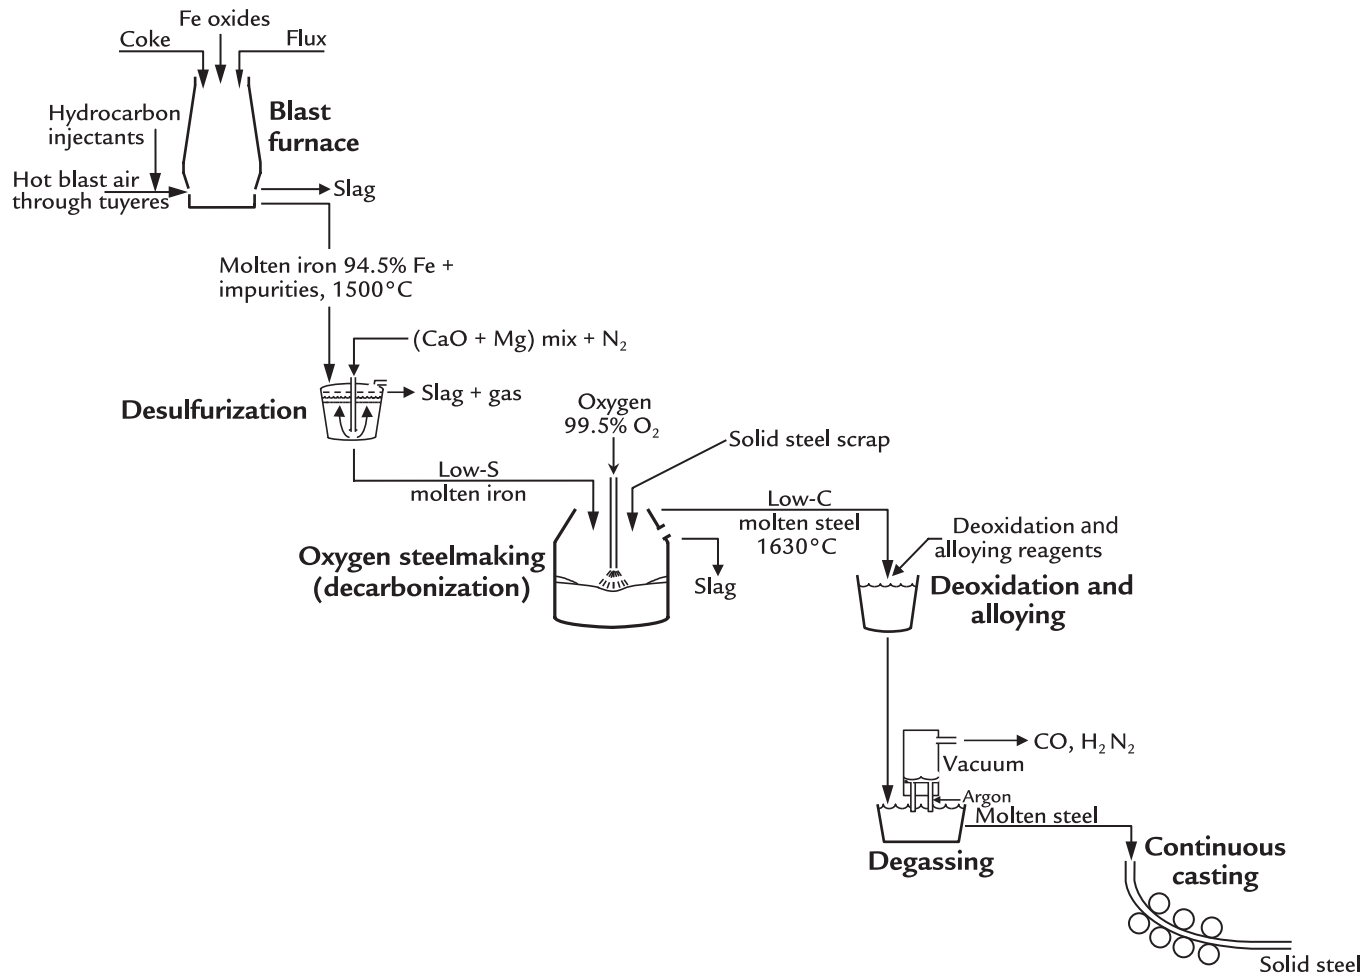 Fe oxides
Coke
Flux
Hydrocarbon
injectants
Blast
furnace
Hot blast air
through tuyeres
Slag
Molten iron 94.5% Fe +
impurities, 1500°C
(CaO + Mg) mix + N₂
Desulfurization
Slag + gas
Oxygen
99.5% O₂
Solid steel scrap
Low-S
molten iron
Low-C
molten steel
1630°C
Oxygen steelmaking
(decarbonization)
Slag
Deoxidation and
alloying reagents
Deoxidation and
alloying
CO, H₂ N₂
Vacuum
Argon
Molten steel
Degassing
Continuous
casting
Solid steel